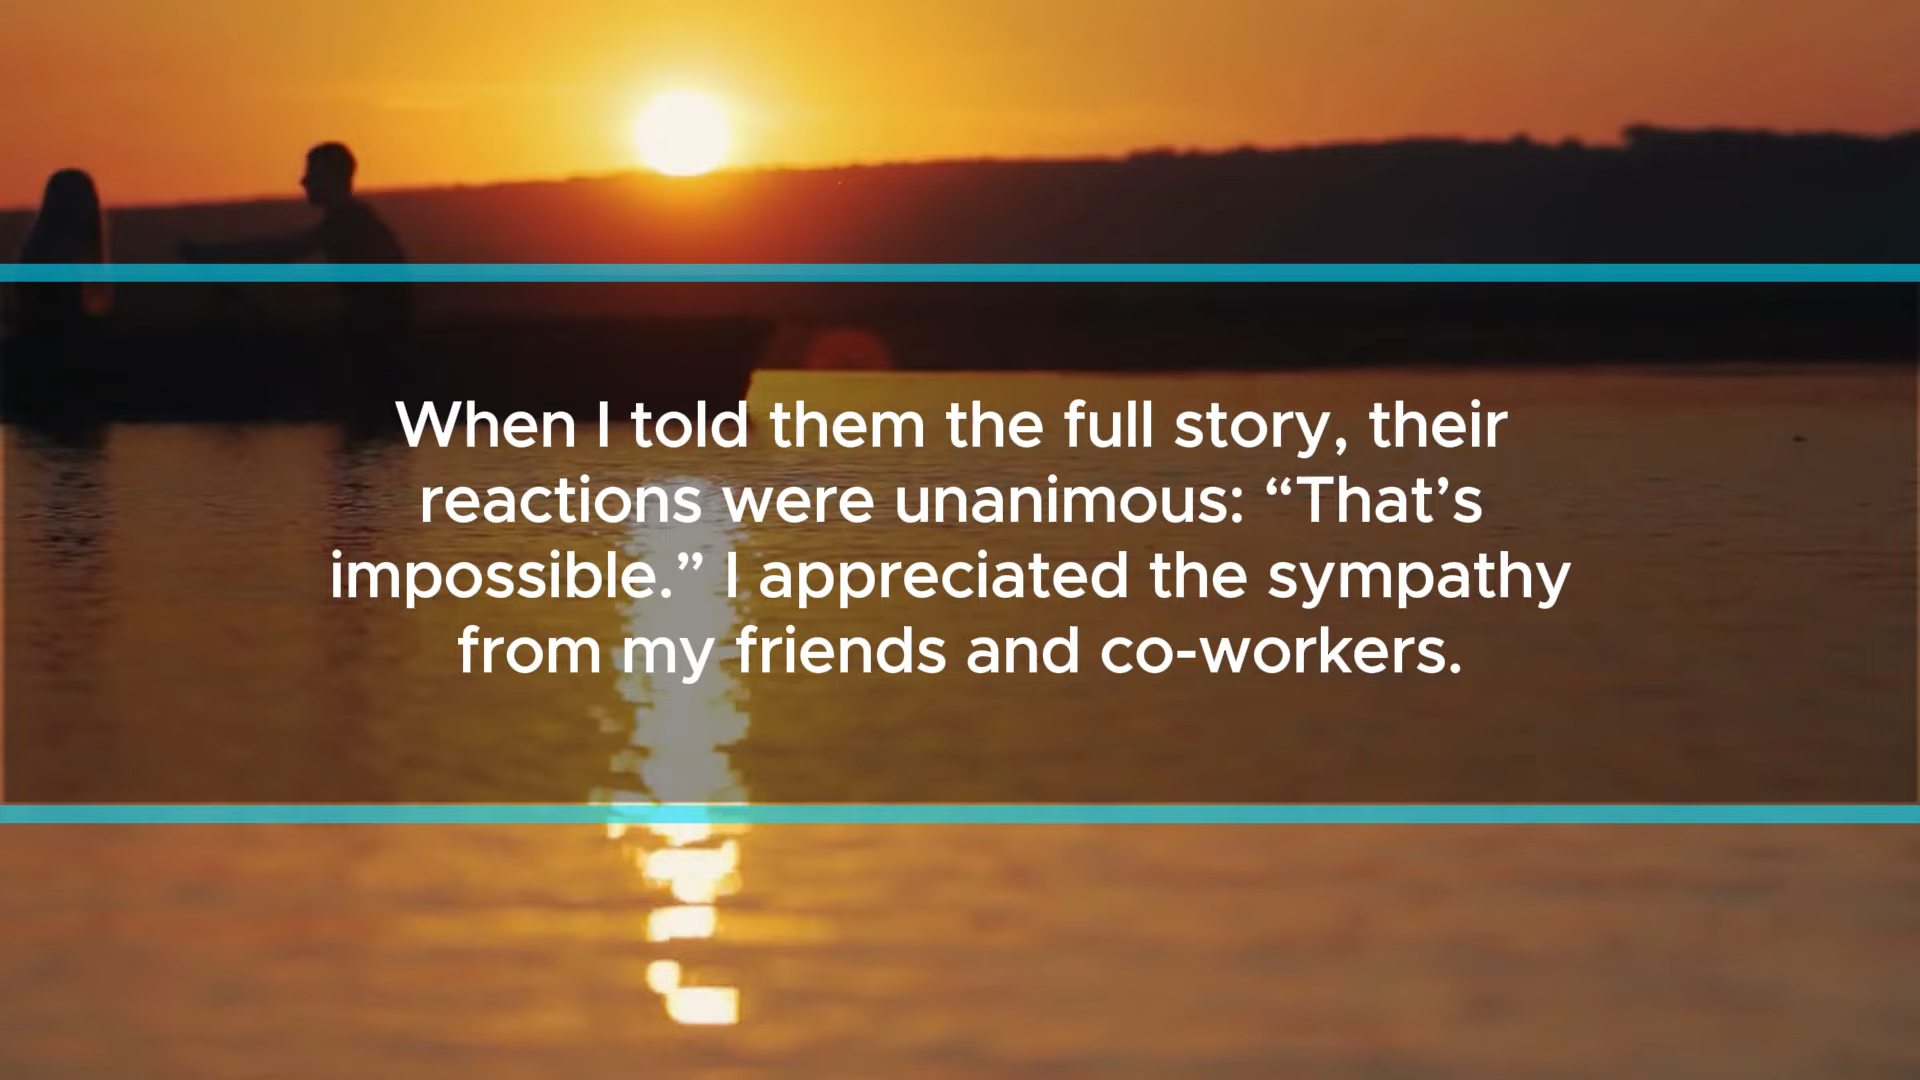 When I told them the full story, their
reactions were unanimous: “That’s
impossible.” I appreciated the sympathy
from my friends and co-workers.